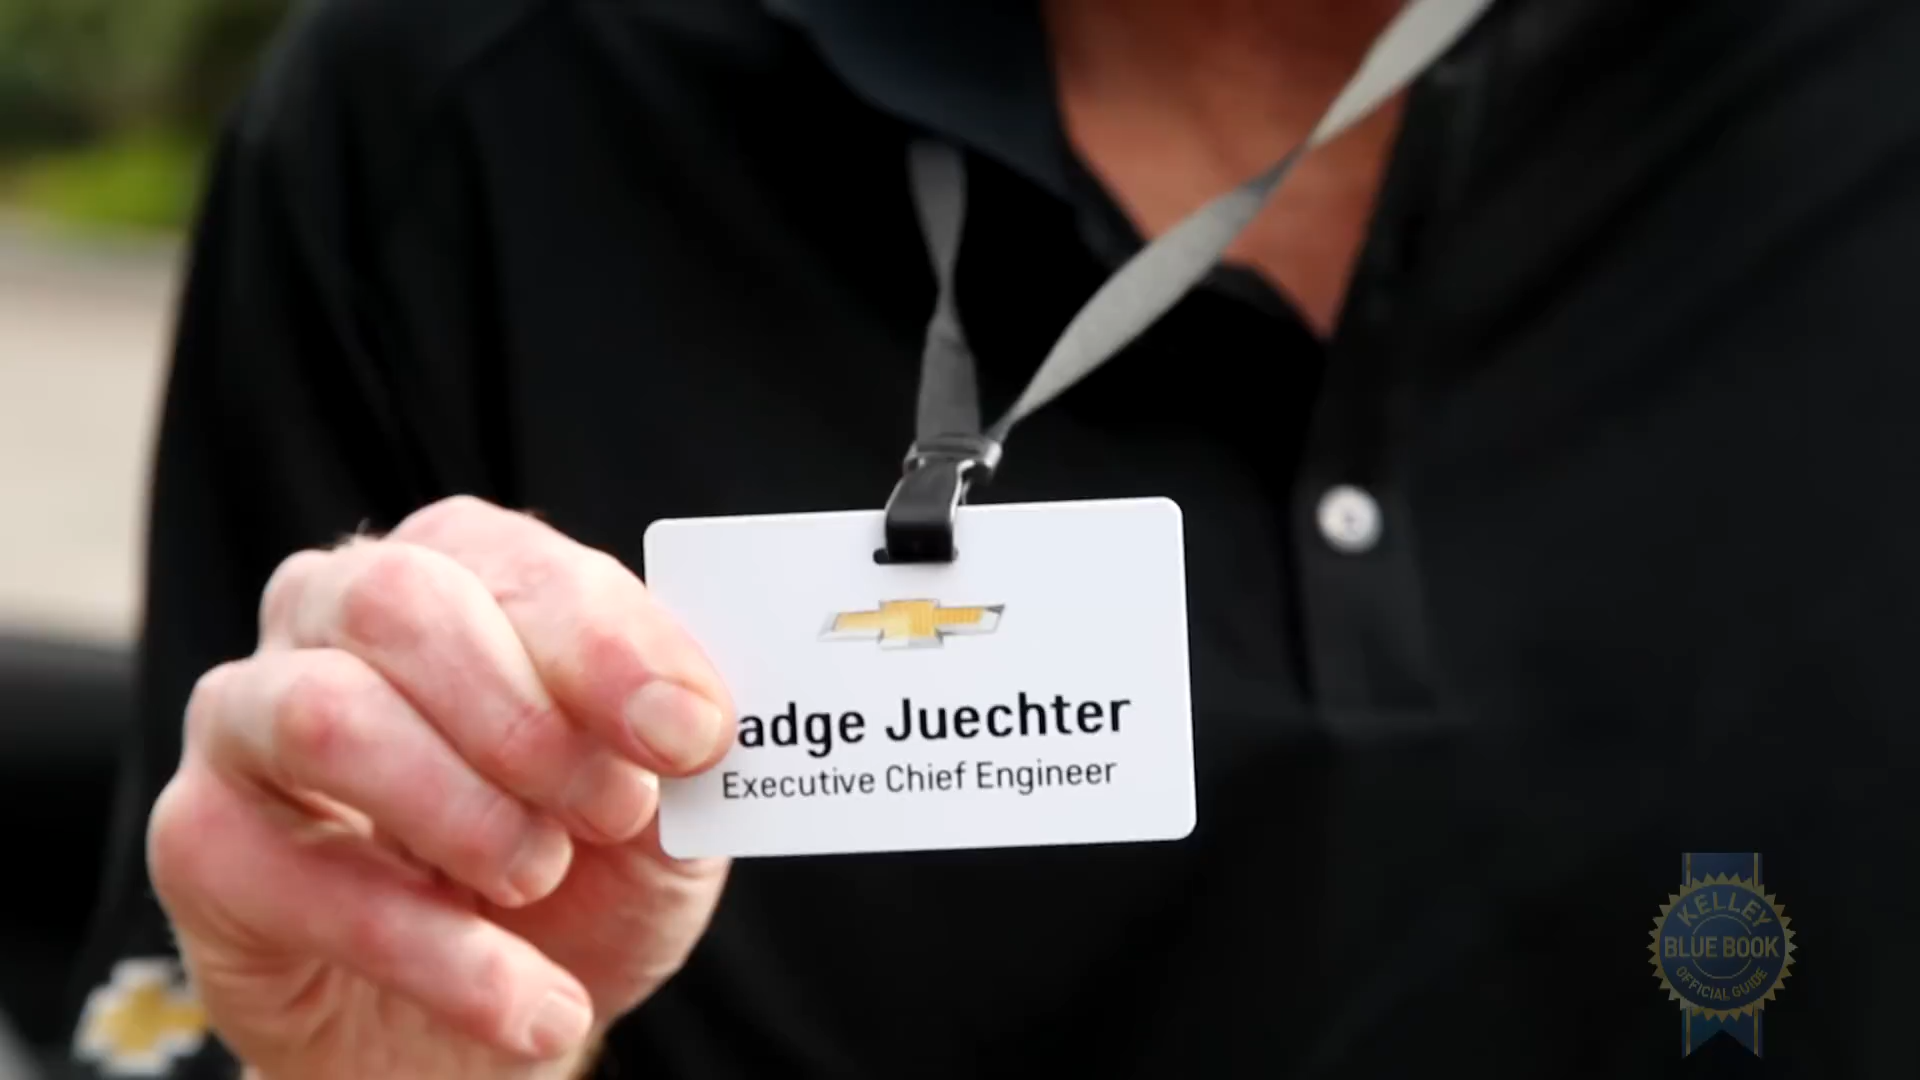 adge Juechter
Executive Chief Engineer
KELLEY
BLUE BOOK
OFFICIAL GUIDE